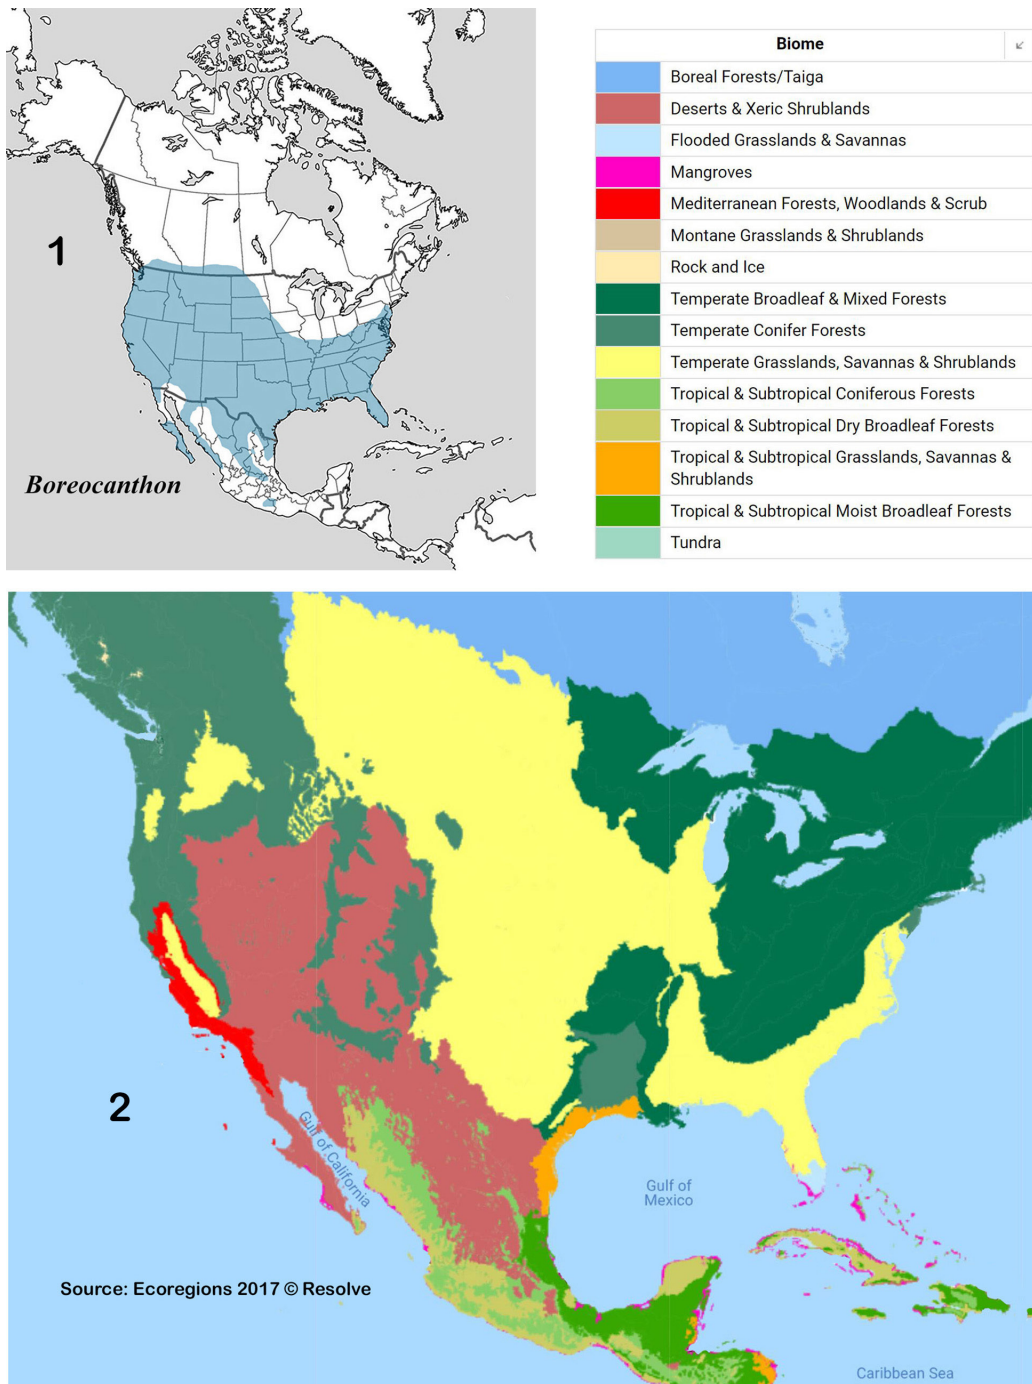 1
Boreocanthon
Biome
Boreal Forests/Taiga
Deserts & Xeric Shrublands
Flooded Grasslands & Savannas
Mangroves
Mediterranean Forests, Woodlands & Scrub
Montane Grasslands & Shrublands
Rock and Ice
Temperate Broadleaf & Mixed Forests
Temperate Conifer Forests
Temperate Grasslands, Savannas & Shrublands
Tropical & Subtropical Coniferous Forests
Tropical & Subtropical Dry Broadleaf Forests
Tropical & Subtropical Grasslands, Savannas &
Shrublands
Tropical & Subtropical Moist Broadleaf Forests
Tundra
2
Gulf of California
Gulf of
Mexico
Source: Ecoregions 2017 © Resolve
Caribbean Sea